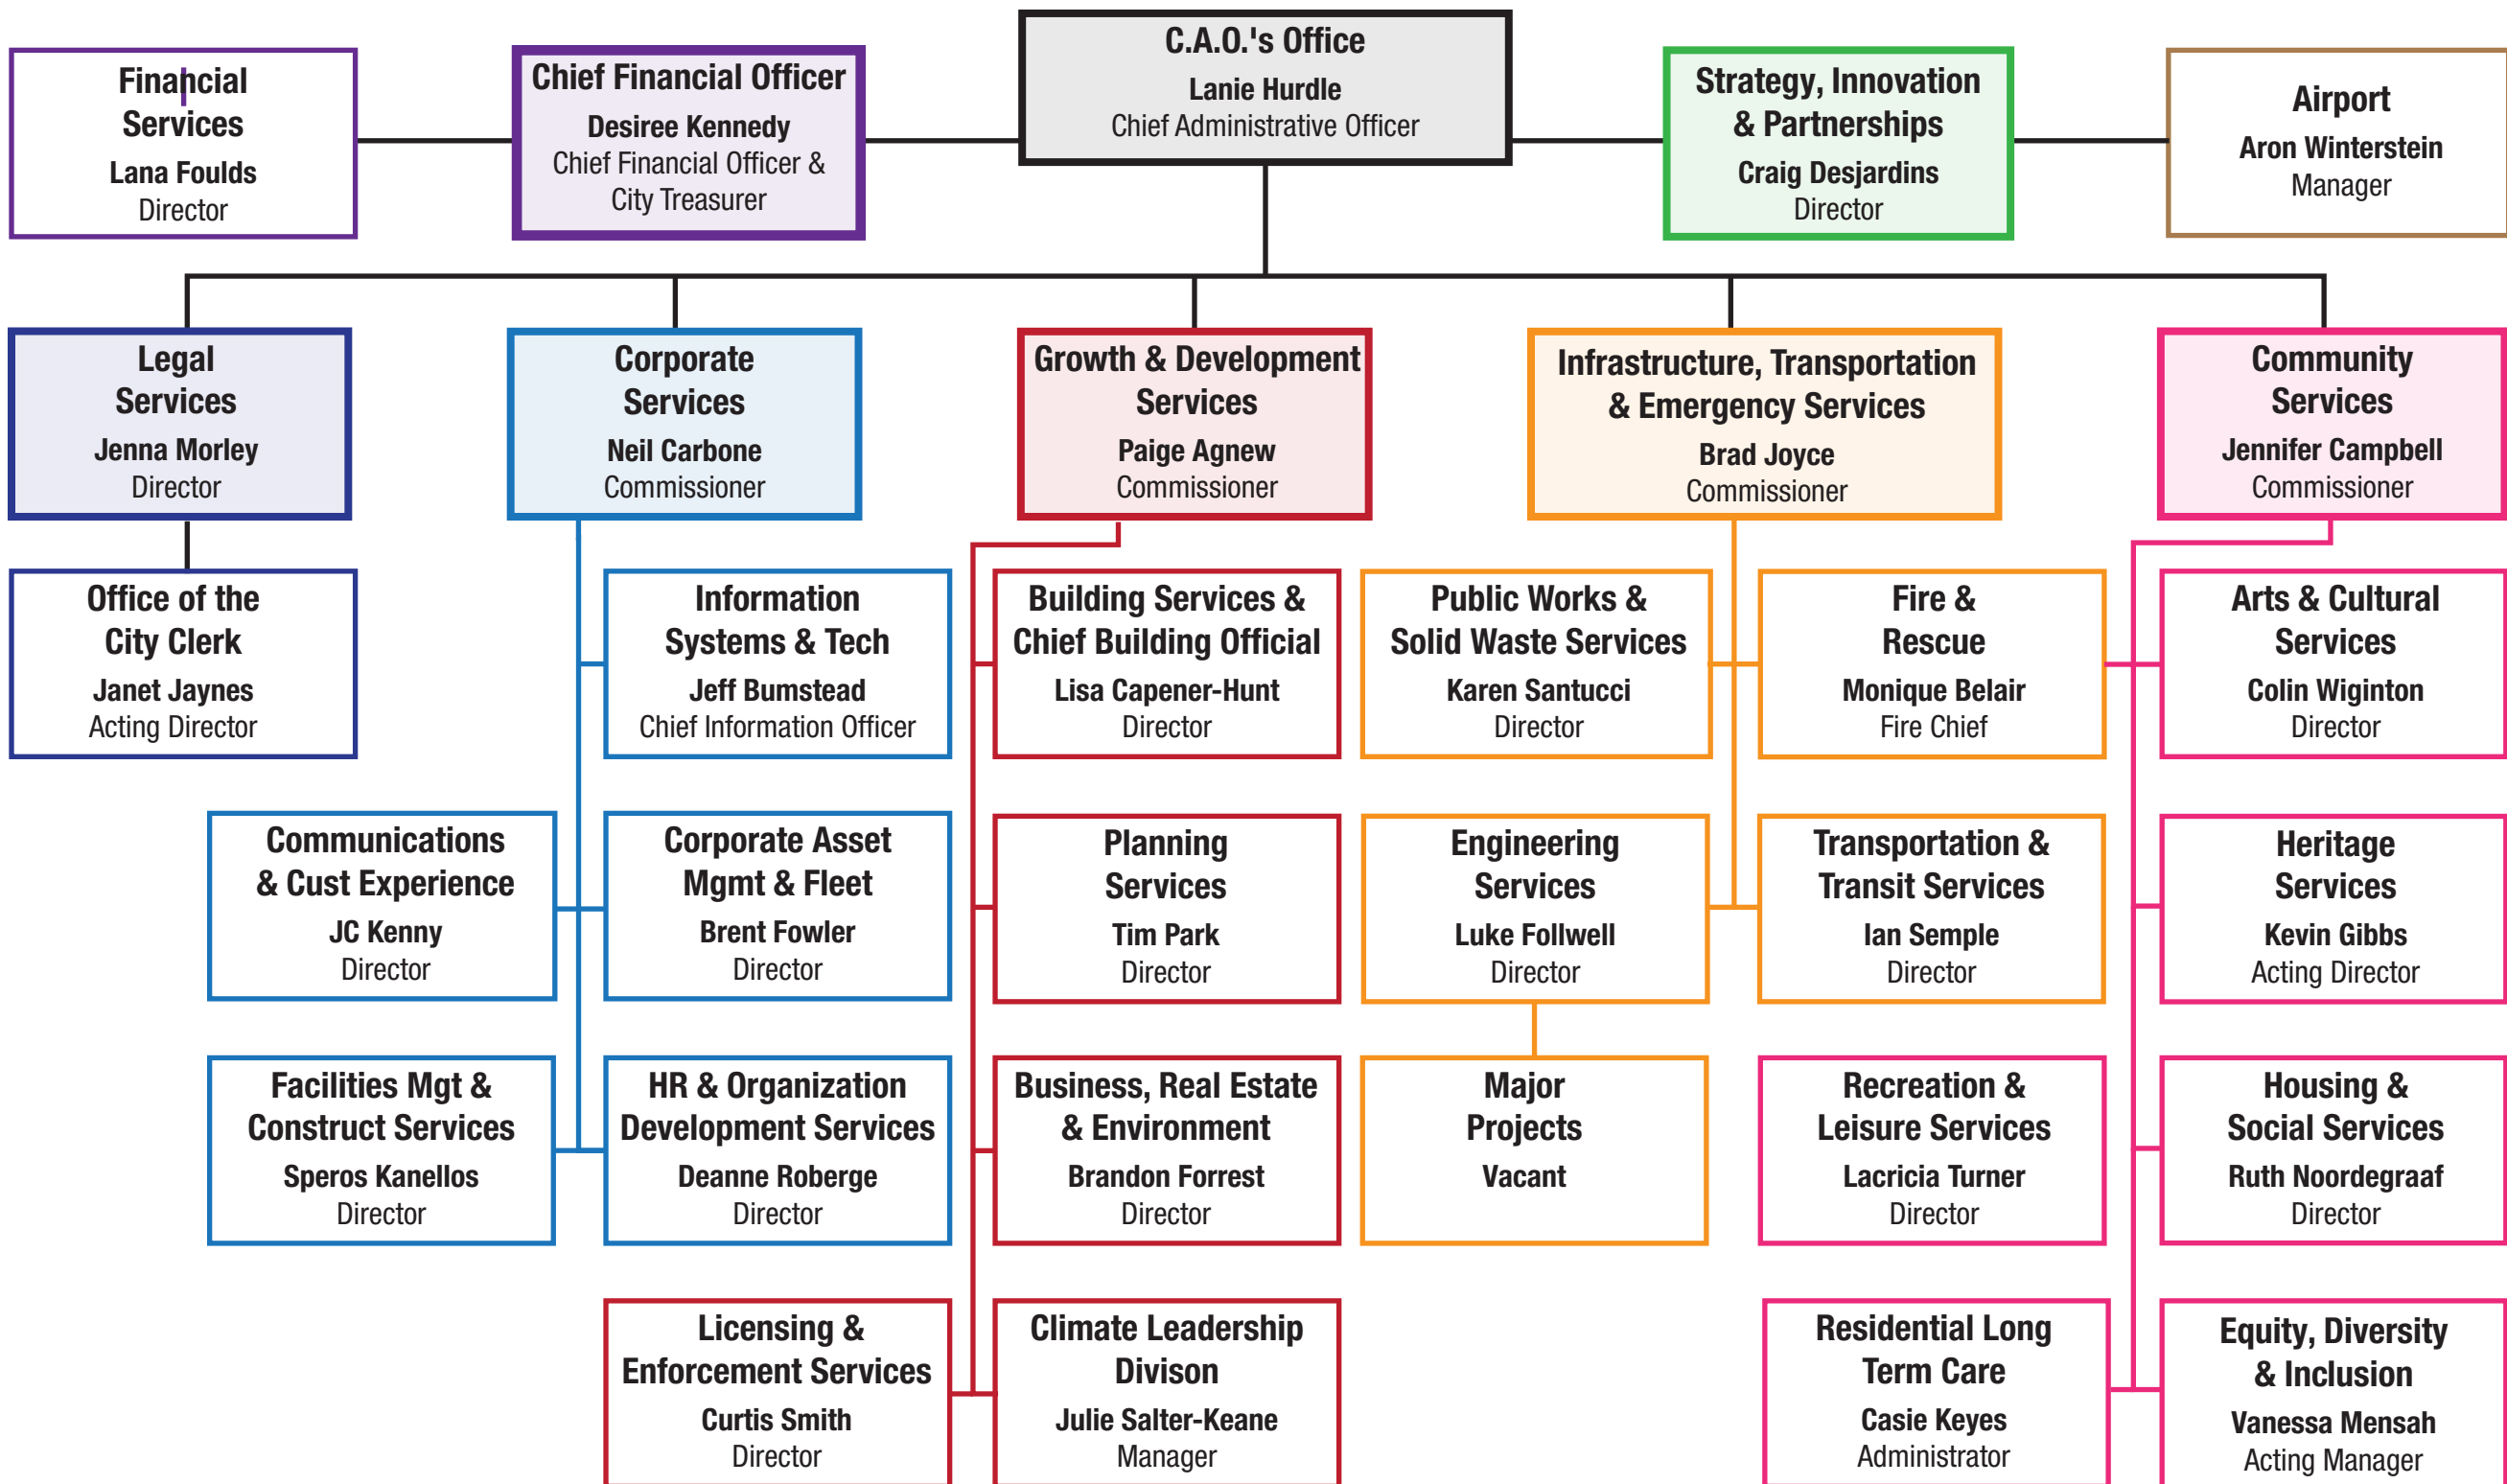 Financial
Services
Lana Foulds
Director
Chief Financial Officer
Desiree Kennedy
Chief Financial Officer &
City Treasurer
C.A.O.'s Office
Lanie Hurdle
Chief Administrative Officer
Strategy, Innovation
& Partnerships
Craig Desjardins
Director
Airport
Aron Winterstein
Manager
Legal
Services
Jenna Morley
Director
Corporate
Services
Neil Carbone
Commissioner
Growth & Development
Services
Paige Agnew
Commissioner
Infrastructure, Transportation
& Emergency Services
Brad Joyce
Commissioner
Community
Services
Jennifer Campbell
Commissioner
Office of the
City Clerk
Janet Jaynes
Acting Director
Information
Systems & Tech
Jeff Bumstead
Chief Information Officer
Building Services &
Chief Building Official
Lisa Capener-Hunt
Director
Public Works &
Solid Waste Services
Karen Santucci
Director
Fire &
Rescue
Monique Belair
Fire Chief
Arts & Cultural
Services
Colin Wiginton
Director
Communications
& Cust Experience
JC Kenny
Director
Corporate Asset
Mgmt & Fleet
Brent Fowler
Director
Planning
Services
Tim Park
Director
Engineering
Services
Luke Follwell
Director
Transportation &
Transit Services
Ian Semple
Director
Heritage
Services
Kevin Gibbs
Acting Director
Facilities Mgt &
Construct Services
Speros Kanellos
Director
HR & Organization
Development Services
Deanne Roberge
Director
Business, Real Estate
& Environment
Brandon Forrest
Director
Major
Projects
Vacant
Recreation &
Leisure Services
Lacricia Turner
Director
Housing &
Social Services
Ruth Noordegraaf
Director
Licensing &
Enforcement Services
Curtis Smith
Director
Climate Leadership
Divison
Julie Salter-Keane
Manager
Residential Long
Term Care
Casie Keyes
Administrator
Equity, Diversity
& Inclusion
Vanessa Mensah
Acting Manager